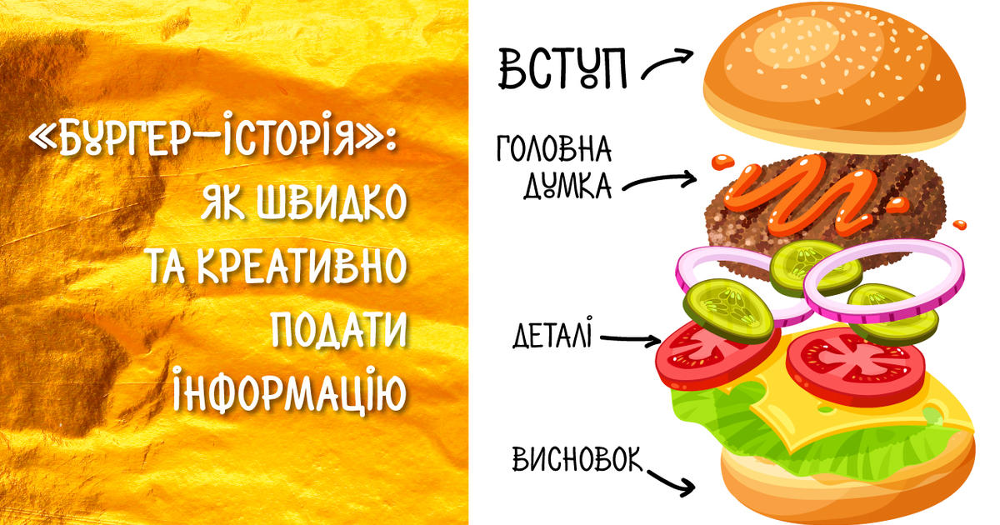 «БУРГЕР–ІСТОРІЯ»:
ЯК ШВИДКО
ТА КРЕАТИВНО
ПОДАТИ
ІНФОРМАЦІЮ
ВСТУП
ГОЛОВНА
ДУМКА
ДЕТАЛІ
ВИСНОВОК